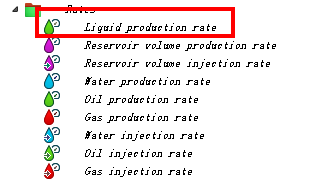 Rates
Liquid production rate
Reservoir volume production rate
Reservoir volume injection rate
Water production rate
Oil production rate
Gas production rate
Water injection rate
Oil injection rate
Gas injection rate